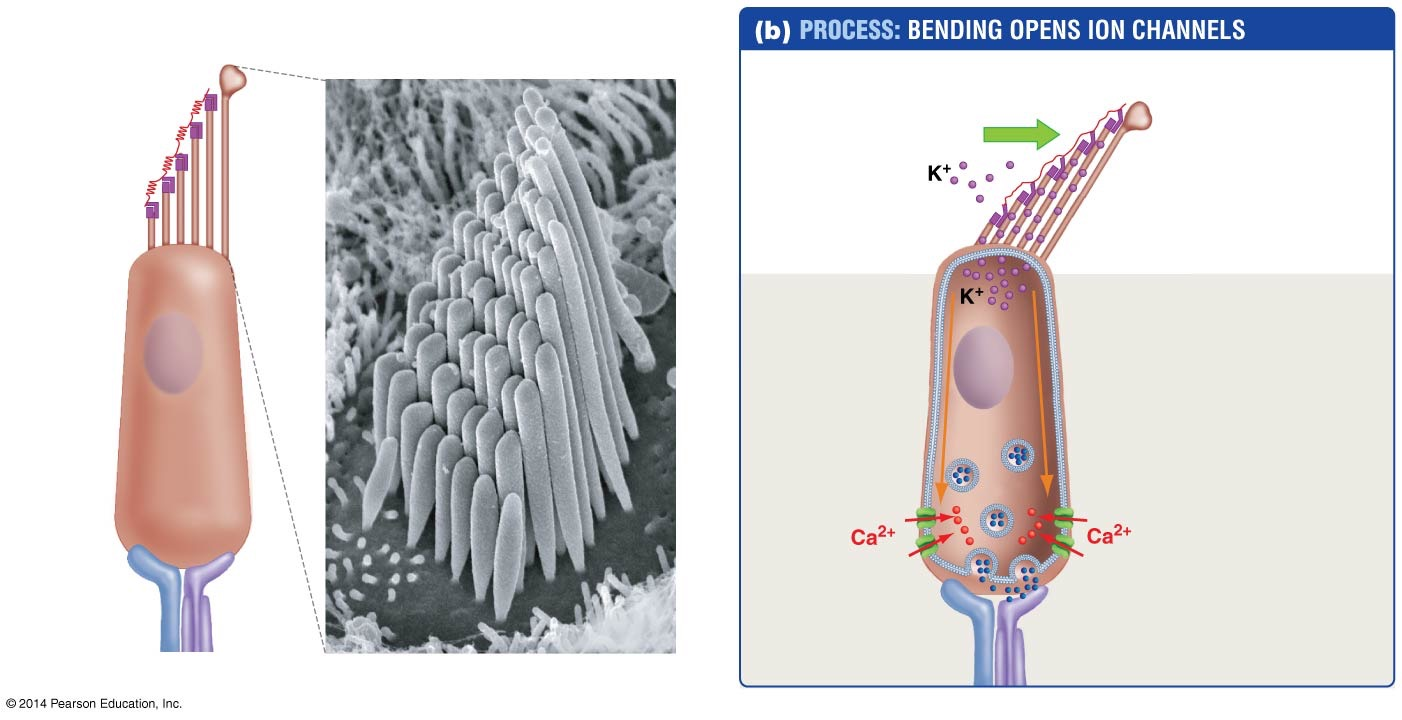 (b) PROCESS: BENDING OPENS ION CHANNELS
K+
K+
Ca2+
Ca2+
© 2014 Pearson Education, Inc.